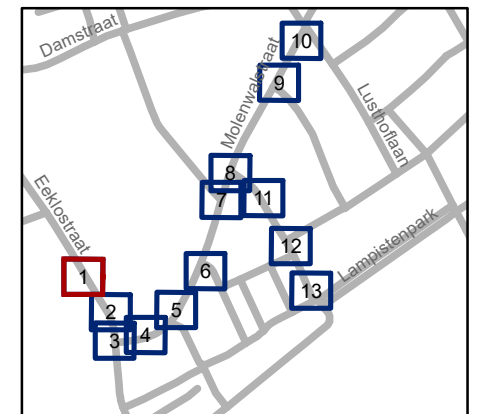 Damstraat
Molenwalstraat
Lusthoflaan
Eeklostraat
Lampistenpark
10
9
8
7
11
12
6
13
1
2
5
3
4